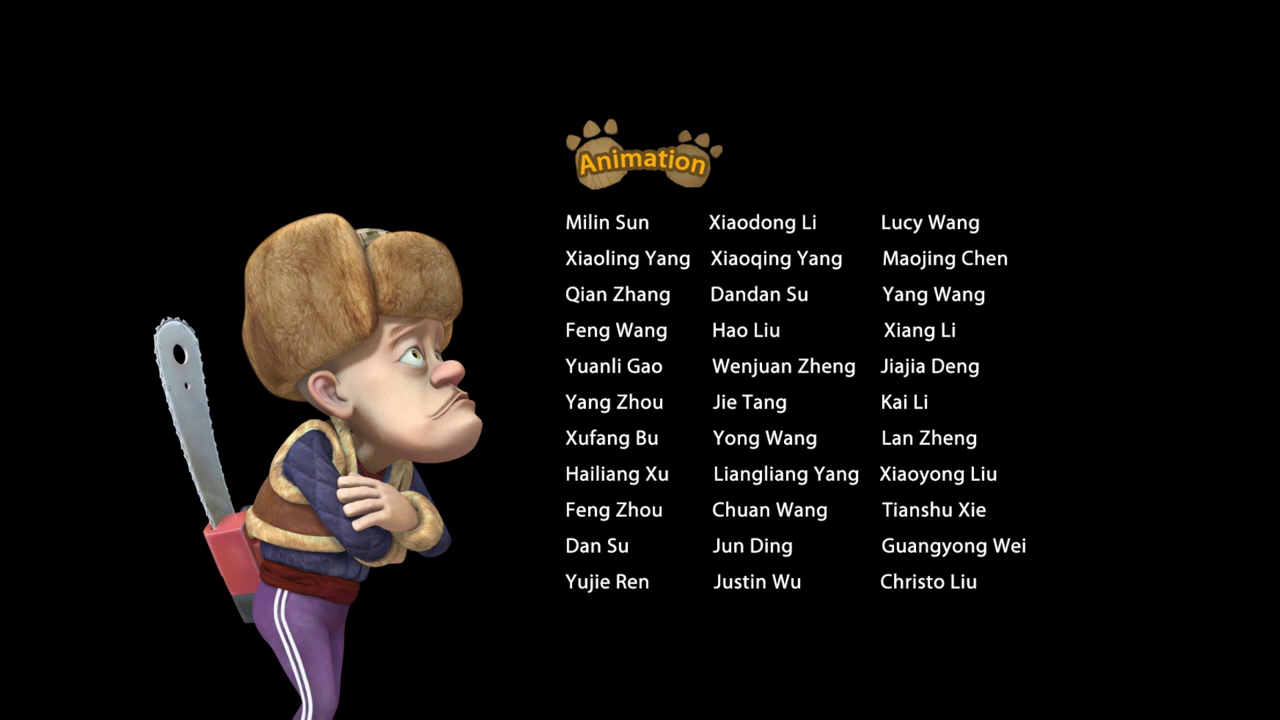 Animation
Milin Sun Xiaodong Li Lucy Wang
Xiaoling Yang Xiaoqing Yang Maojing Chen
Qian Zhang Dandan Su Yang Wang
Feng Wang Hao Liu Xiang Li
Yuanli Gao Wenjuan Zheng Jiajia Deng
Yang Zhou Jie Tang Kai Li
Xufang Bu Yong Wang Lan Zheng
Hailiang Xu Liangliang Yang Xiaoyong Liu
Feng Zhou Chuan Wang Tianshu Xie
Dan Su Jun Ding Guangyong Wei
Yujie Ren Justin Wu Christo Liu